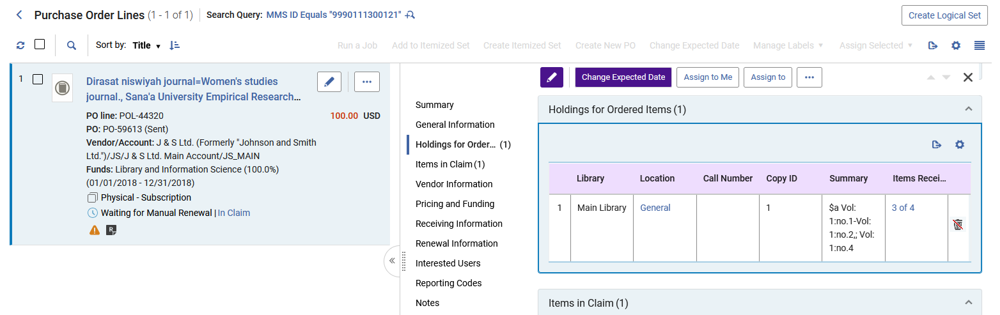 Purchase Order Lines (1 - 1 of 1) Search Query: MMS ID Equals "9990111300121"
Create Logical Set
Sort by: Title
Run a Job Add to Itemized Set Create Itemized Set Create New PO Change Expected Date Manage Labels Assign Selected
1
Dirasat niswiyah journal=Women's studies
journal., Sana'a University Empirical Research...
PO line: POL-44320 100.00 USD
PO: PO-59613 (Sent)
Vendor/Account: J & S Ltd. (Formerly "Johnson and Smith
Ltd.")/JS/J & S Ltd. Main Account/JS_MAIN
Funds: Library and Information Science (100.0%)
(01/01/2018 - 12/31/2018)
Physical - Subscription
Waiting for Manual Renewal | In Claim
R
Summary
General Information
Holdings for Order... (1)
Items in Claim (1)
Vendor Information
Pricing and Funding
Receiving Information
Renewal Information
Interested Users
Reporting Codes
Notes
Change Expected Date Assign to Me Assign to
Holdings for Ordered Items (1)
Library Location Call Number Copy ID Summary Items Recei...
1 Main Library General 1 $a Vol: 3 of 4
1:no.1-Vol:
1:no.2,; Vol:
1:no.4
Items in Claim (1)